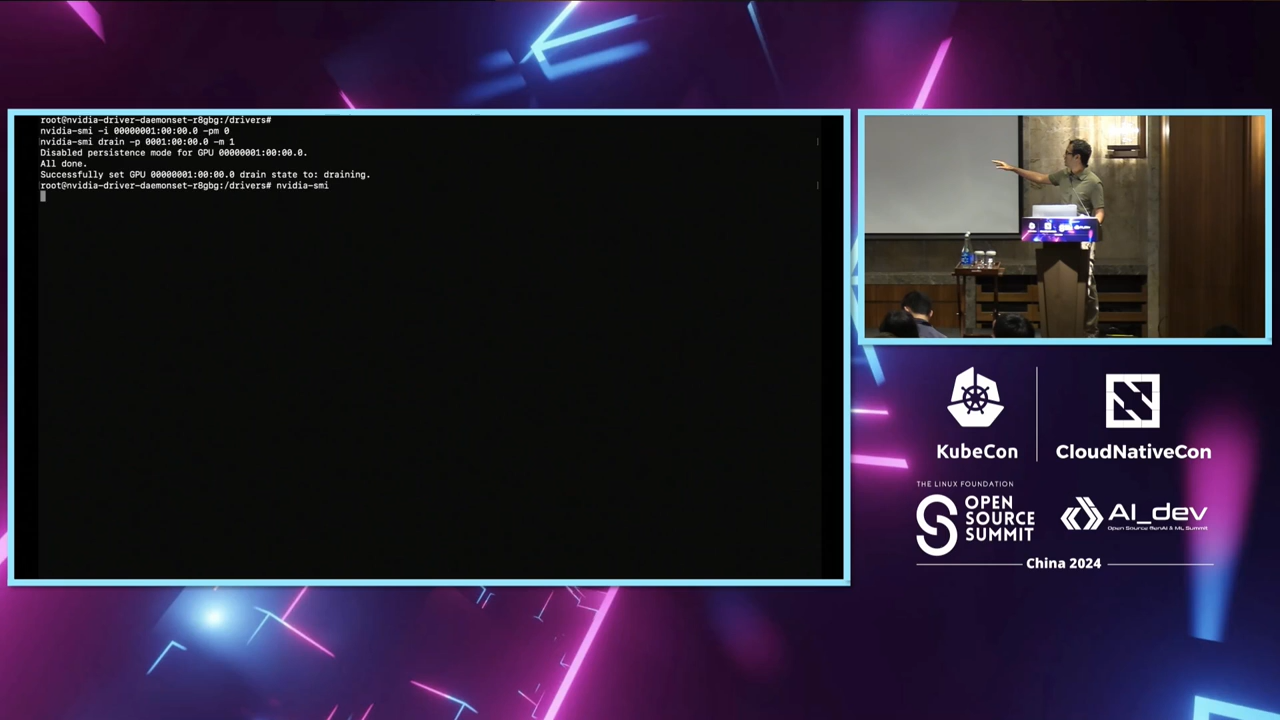 root@nvidia-driver-daemonset-r8gbg:/drivers#
nvidia-smi -i 00000001:00:00.0 -pm 0
nvidia-smi drain -p 0001:00:00.0 -m 1
Disabled persistence mode for GPU 00000001:00:00.0.
All done.
Successfully set GPU 00000001:00:00.0 drain state to: draining.
root@nvidia-driver-daemonset-r8gbg:/drivers# nvidia-smi
KubeCon
CloudNativeCon
THE LINUX FOUNDATION
OPEN
SOURCE
SUMMIT
AI_dev
Open Source GenAI & ML Summit
China 2024